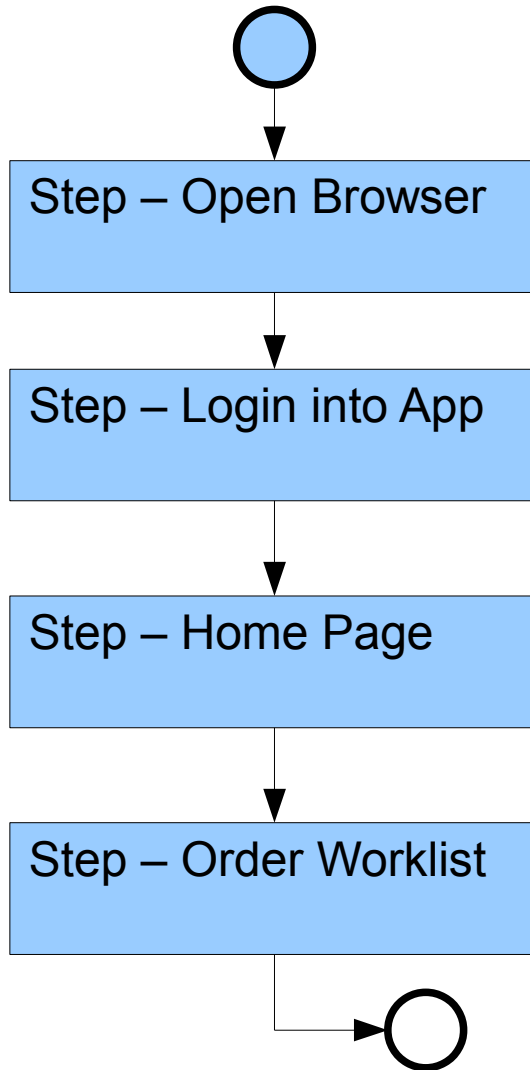 Step – Open Browser
Step – Login into App
Step – Home Page
Step – Order Worklist